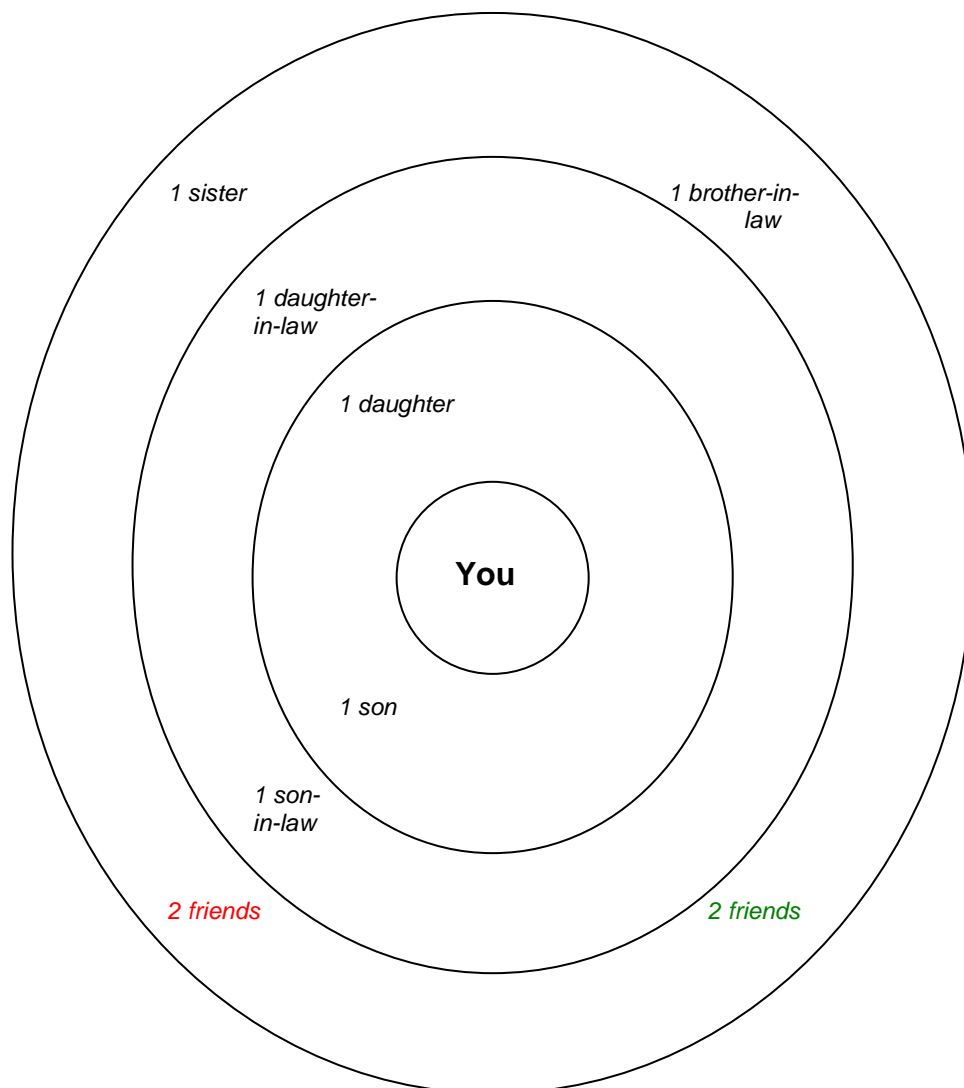 1 sister
1 brother-in-
law
1 daughter-
in-law
1 daughter
You
1 son
1 son-
in-law
2 friends
2 friends